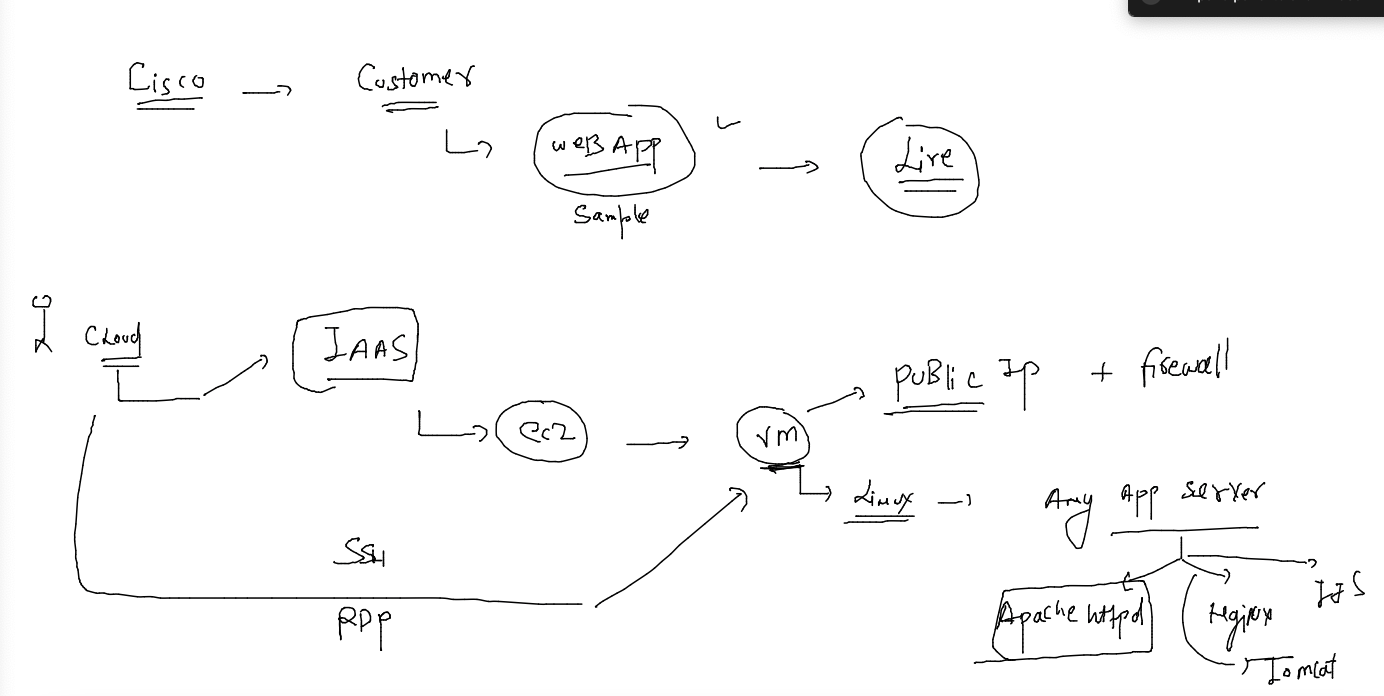 Cisco → Customer
weB App → Live
Sample
Cloud IAAS
Public Ip + firewall
ec2 → vm
Linux → Any App server
SSH
RDP
Apache httpd Nginx IIS
Tomcat